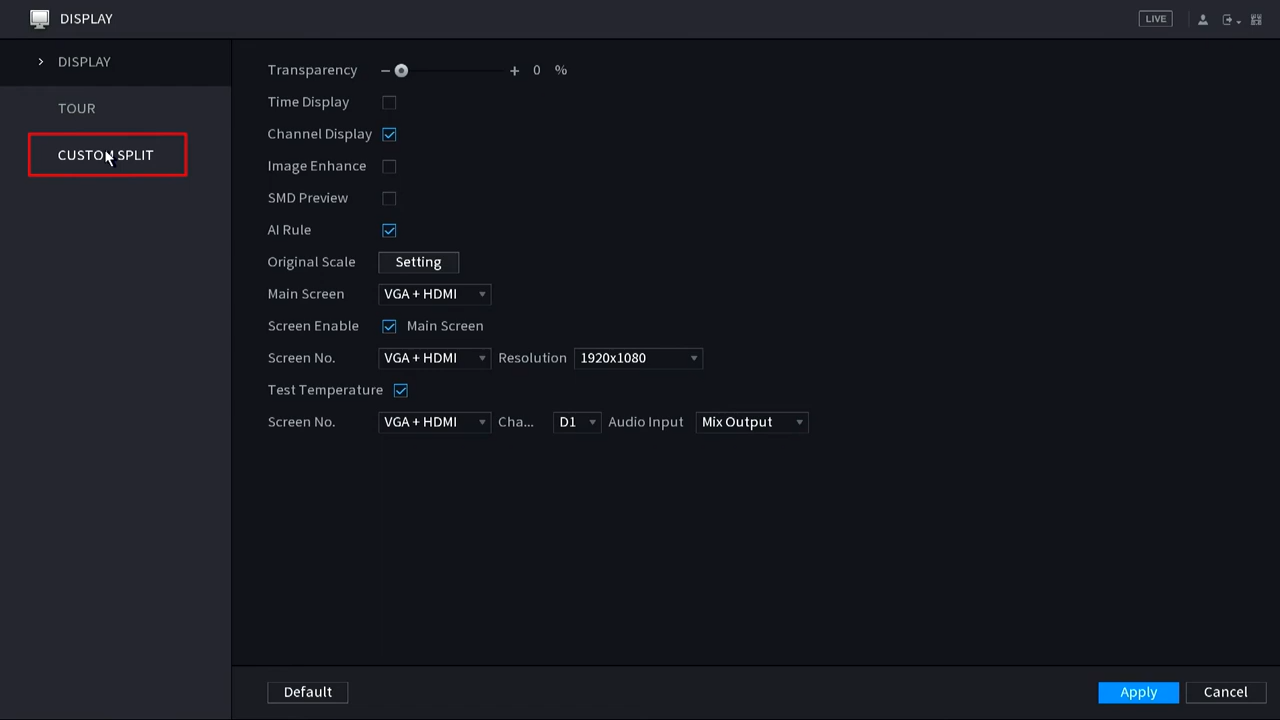 DISPLAY
LIVE
DISPLAY
TOUR
CUSTOM SPLIT
Transparency 0 %
Time Display
Channel Display
Image Enhance
SMD Preview
AI Rule
Original Scale Setting
Main Screen VGA + HDMI
Screen Enable Main Screen
Screen No. VGA + HDMI Resolution 1920x1080
Test Temperature
Screen No. VGA + HDMI Cha... D1 Audio Input Mix Output
Default Apply Cancel